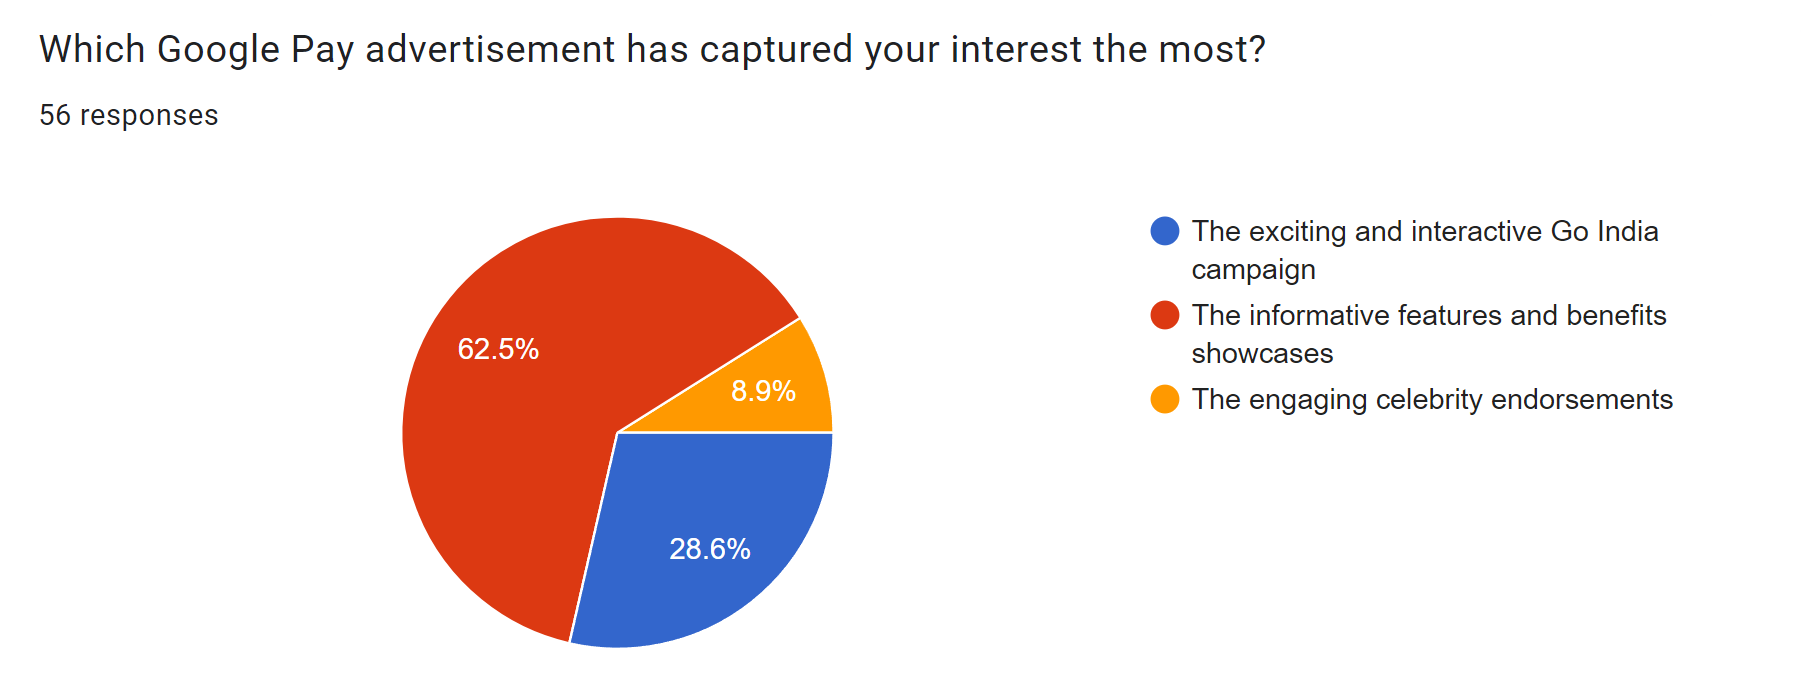 Which Google Pay advertisement has captured your interest the most?
56 responses
62.5%
8.9%
28.6%
The exciting and interactive Go India
campaign
The informative features and benefits
showcases
The engaging celebrity endorsements